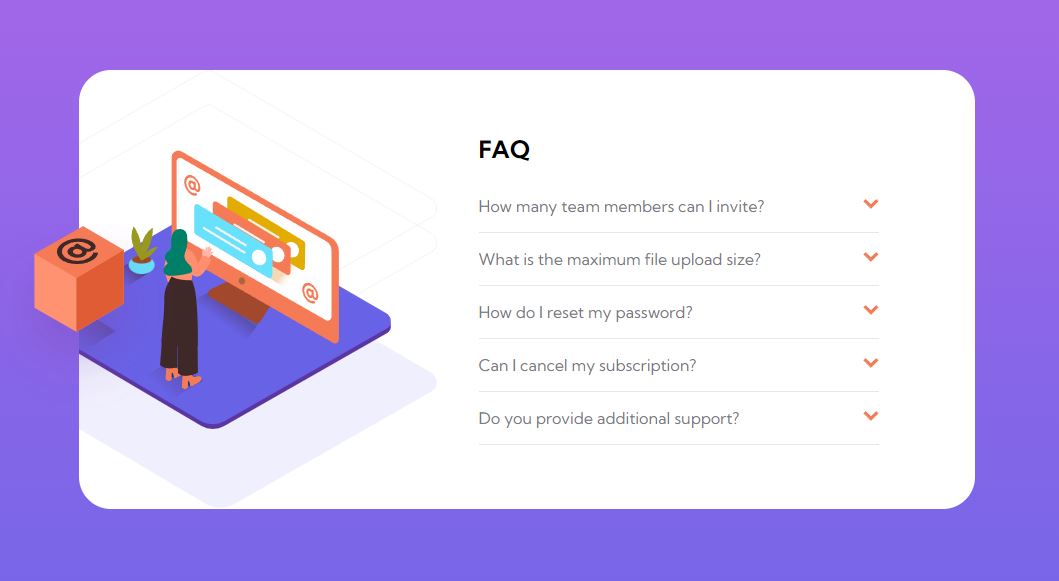 FAQ
How many team members can I invite?
What is the maximum file upload size?
How do I reset my password?
Can I cancel my subscription?
Do you provide additional support?
@
@
@